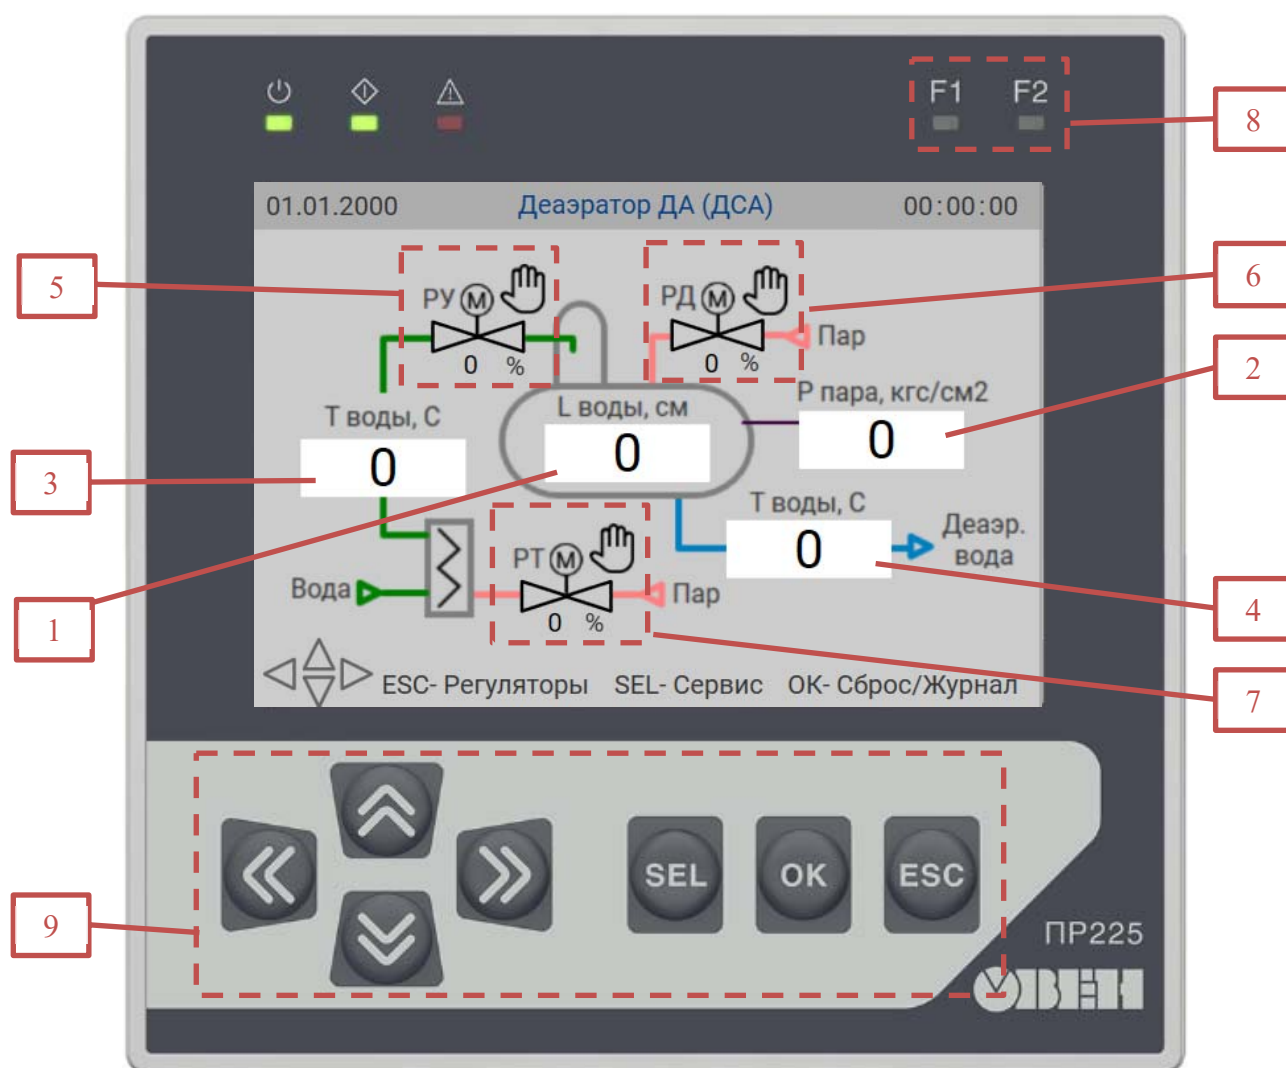 F1 F2
8
01.01.2000 Деаэратор ДА (ДСА) 00:00:00
5
6
РУ М
РД М
Пар
0 %
0 %
2
Р пара, кгс/см2
L воды, см
Т воды, С
0
0
0
3
Т воды, С
Деаэр.
вода
0
РТ М
Вода
Пар
0 %
1
4
7
ESC- Регуляторы SEL- Сервис ОК- Сброс/Журнал
SEL OK ESC
9
ПР225
ОВЕН